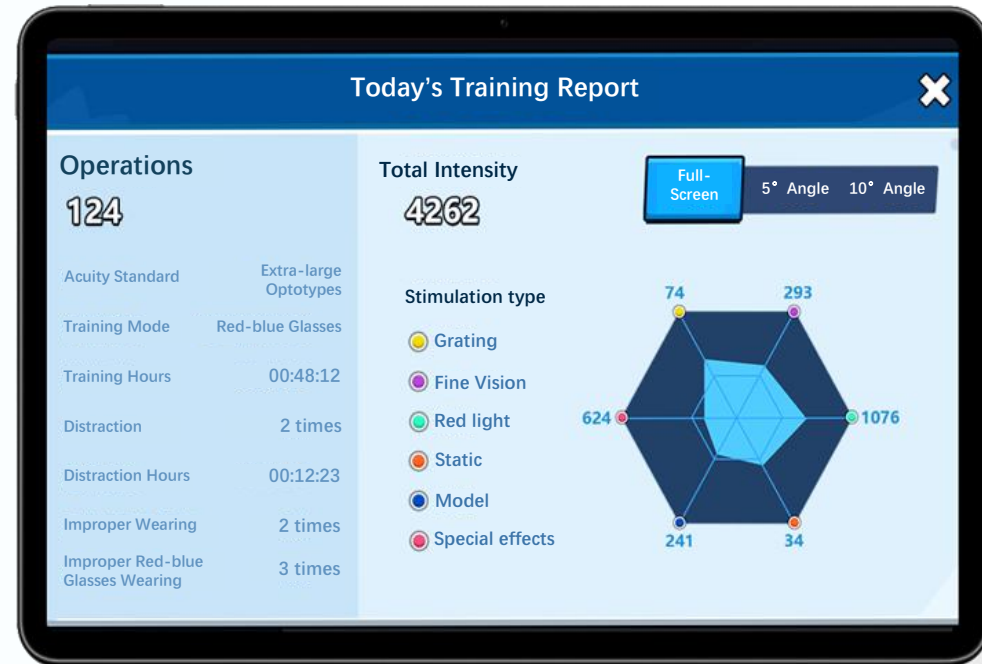 Today's Training Report
Operations
124
Acuity Standard
Extra-large
Optotypes
Training Mode
Red-blue Glasses
Training Hours
00:48:12
Distraction
2 times
Distraction Hours
00:12:23
Improper Wearing
2 times
Improper Red-blue
Glasses Wearing
3 times
Total Intensity
4262
Full-
Screen
5° Angle
10° Angle
Stimulation type
Grating
Fine Vision
Red light
Static
Model
Special effects
74
293
624
1076
241
34